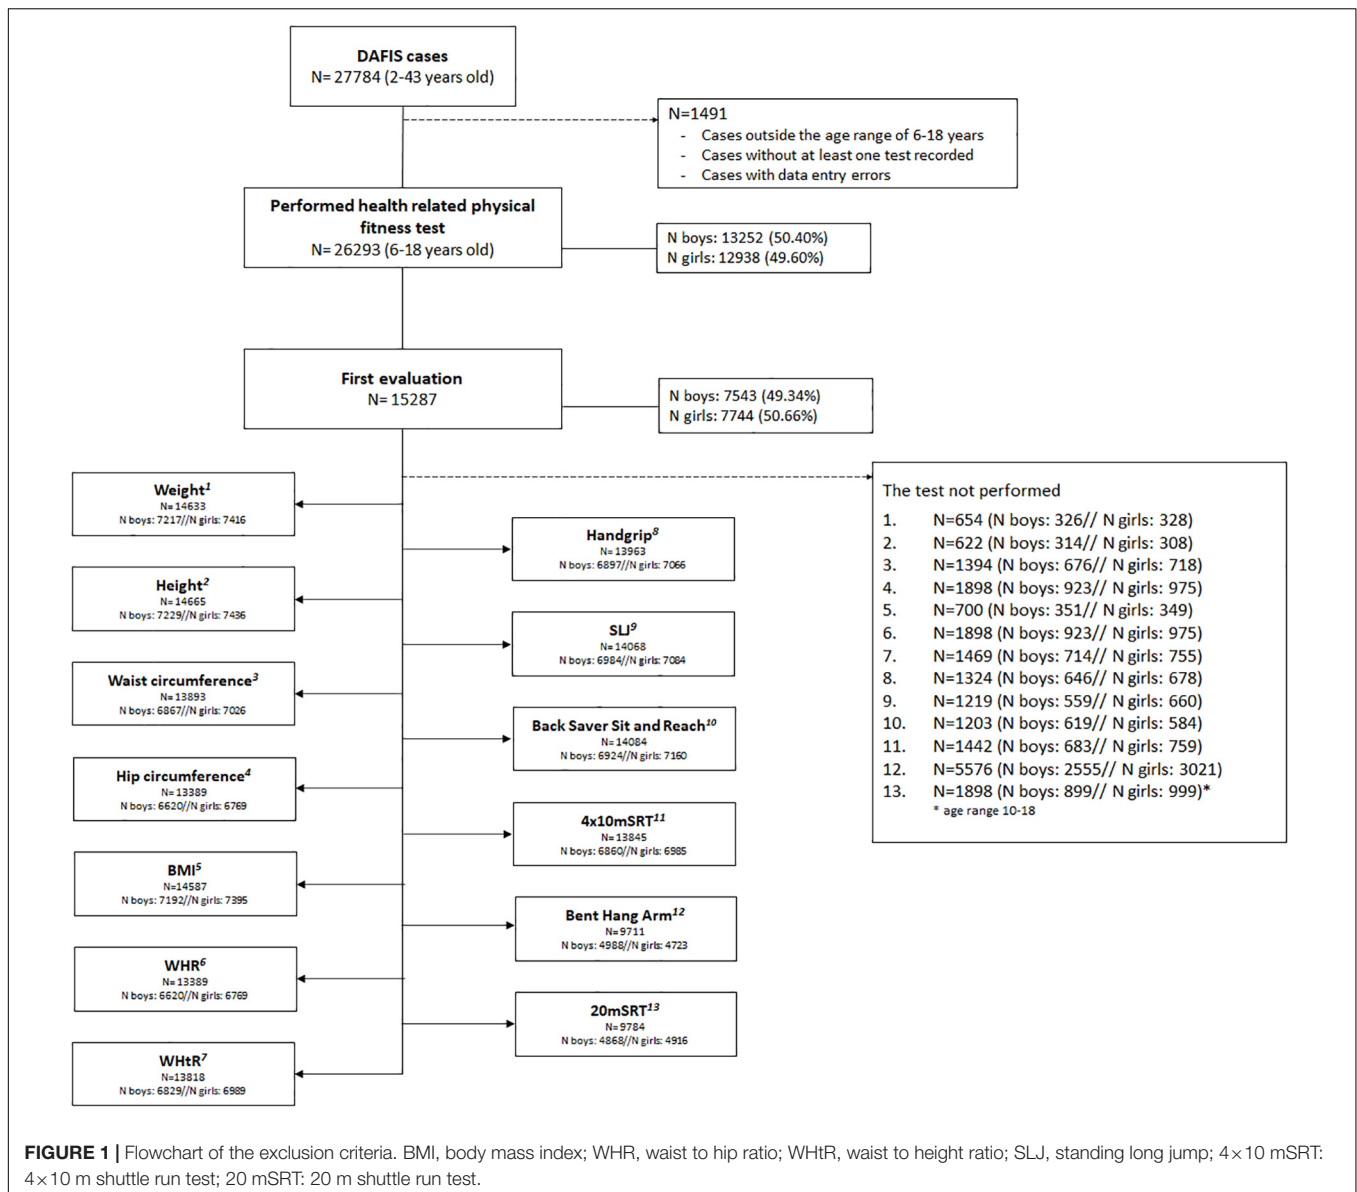 DAFIS cases
N= 27784 (2-43 years old)
N=1491
- Cases outside the age range of 6-18 years
- Cases without at least one test recorded
- Cases with data entry errors
Performed health related physical
fitness test
N= 26293 (6-18 years old)
N boys: 13252 (50.40%)
N girls: 12938 (49.60%)
First evaluation
N= 15287
N boys: 7543 (49.34%)
N girls: 7744 (50.66%)
Weight1
N= 14633
N boys: 7217//N girls: 7416
Height2
N= 14665
N boys: 7229//N girls: 7436
Waist circumference3
N= 13893
N boys: 6867//N girls: 7026
Hip circumference4
N= 13389
N boys: 6620//N girls: 6769
BMI5
N=14587
N boys: 7192//N girls: 7395
WHR6
N= 13389
N boys: 6620//N girls: 6769
WHtR7
N=13818
N boys: 6829//N girls: 6989
Handgrip8
N= 13963
N boys: 6897//N girls: 7066
SLJ9
N= 14068
N boys: 6984//N girls: 7084
Back Saver Sit and Reach10
N= 14084
N boys: 6924//N girls: 7160
4x10mSRT11
N= 13845
N boys: 6860//N girls: 6985
Bent Hang Arm12
N=9711
N boys: 4988//N girls: 4723
20mSRT13
N=9784
N boys: 4868//N girls: 4916
The test not performed
1. N=654 (N boys: 326// N girls: 328)
2. N=622 (N boys: 314// N girls: 308)
3. N=1394 (N boys: 676// N girls: 718)
4. N=1898 (N boys: 923// N girls: 975)
5. N=700 (N boys: 351// N girls: 349)
6. N=1898 (N boys: 923// N girls: 975)
7. N=1469 (N boys: 714// N girls: 755)
8. N=1324 (N boys: 646// N girls: 678)
9. N=1219 (N boys: 559// N girls: 660)
10. N=1203 (N boys: 619// N girls: 584)
11. N=1442 (N boys: 683// N girls: 759)
12. N=5576 (N boys: 2555// N girls: 3021)
13. N=1898 (N boys: 899// N girls: 999)*
* age range 10-18
FIGURE 1 | Flowchart of the exclusion criteria. BMI, body mass index; WHR, waist to hip ratio; WHtR, waist to height ratio; SLJ, standing long jump; 4×10 mSRT:
4×10 m shuttle run test; 20 mSRT: 20 m shuttle run test.